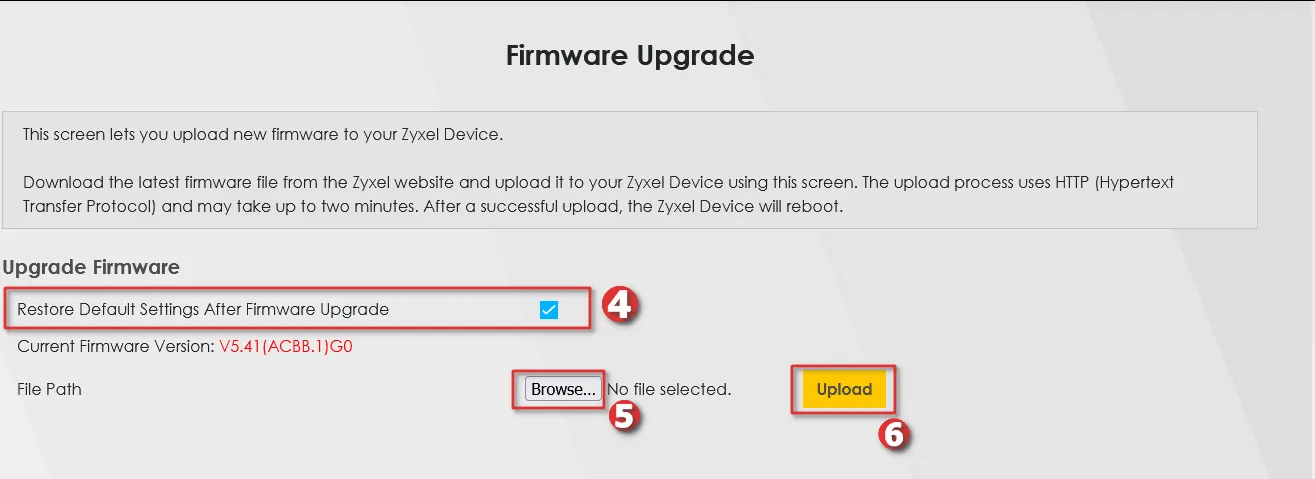 Firmware Upgrade
This screen lets you upload new firmware to your Zyxel Device.
Download the latest firmware file from the Zyxel website and upload it to your Zyxel Device using this screen. The upload process uses HTTP (Hypertext
Transfer Protocol) and may take up to two minutes. After a successful upload, the Zyxel Device will reboot.
Upgrade Firmware
Restore Default Settings After Firmware Upgrade 4
Current Firmware Version: V5.41(ACBB.1)G0
File Path Browse... No file selected. Upload
5 6